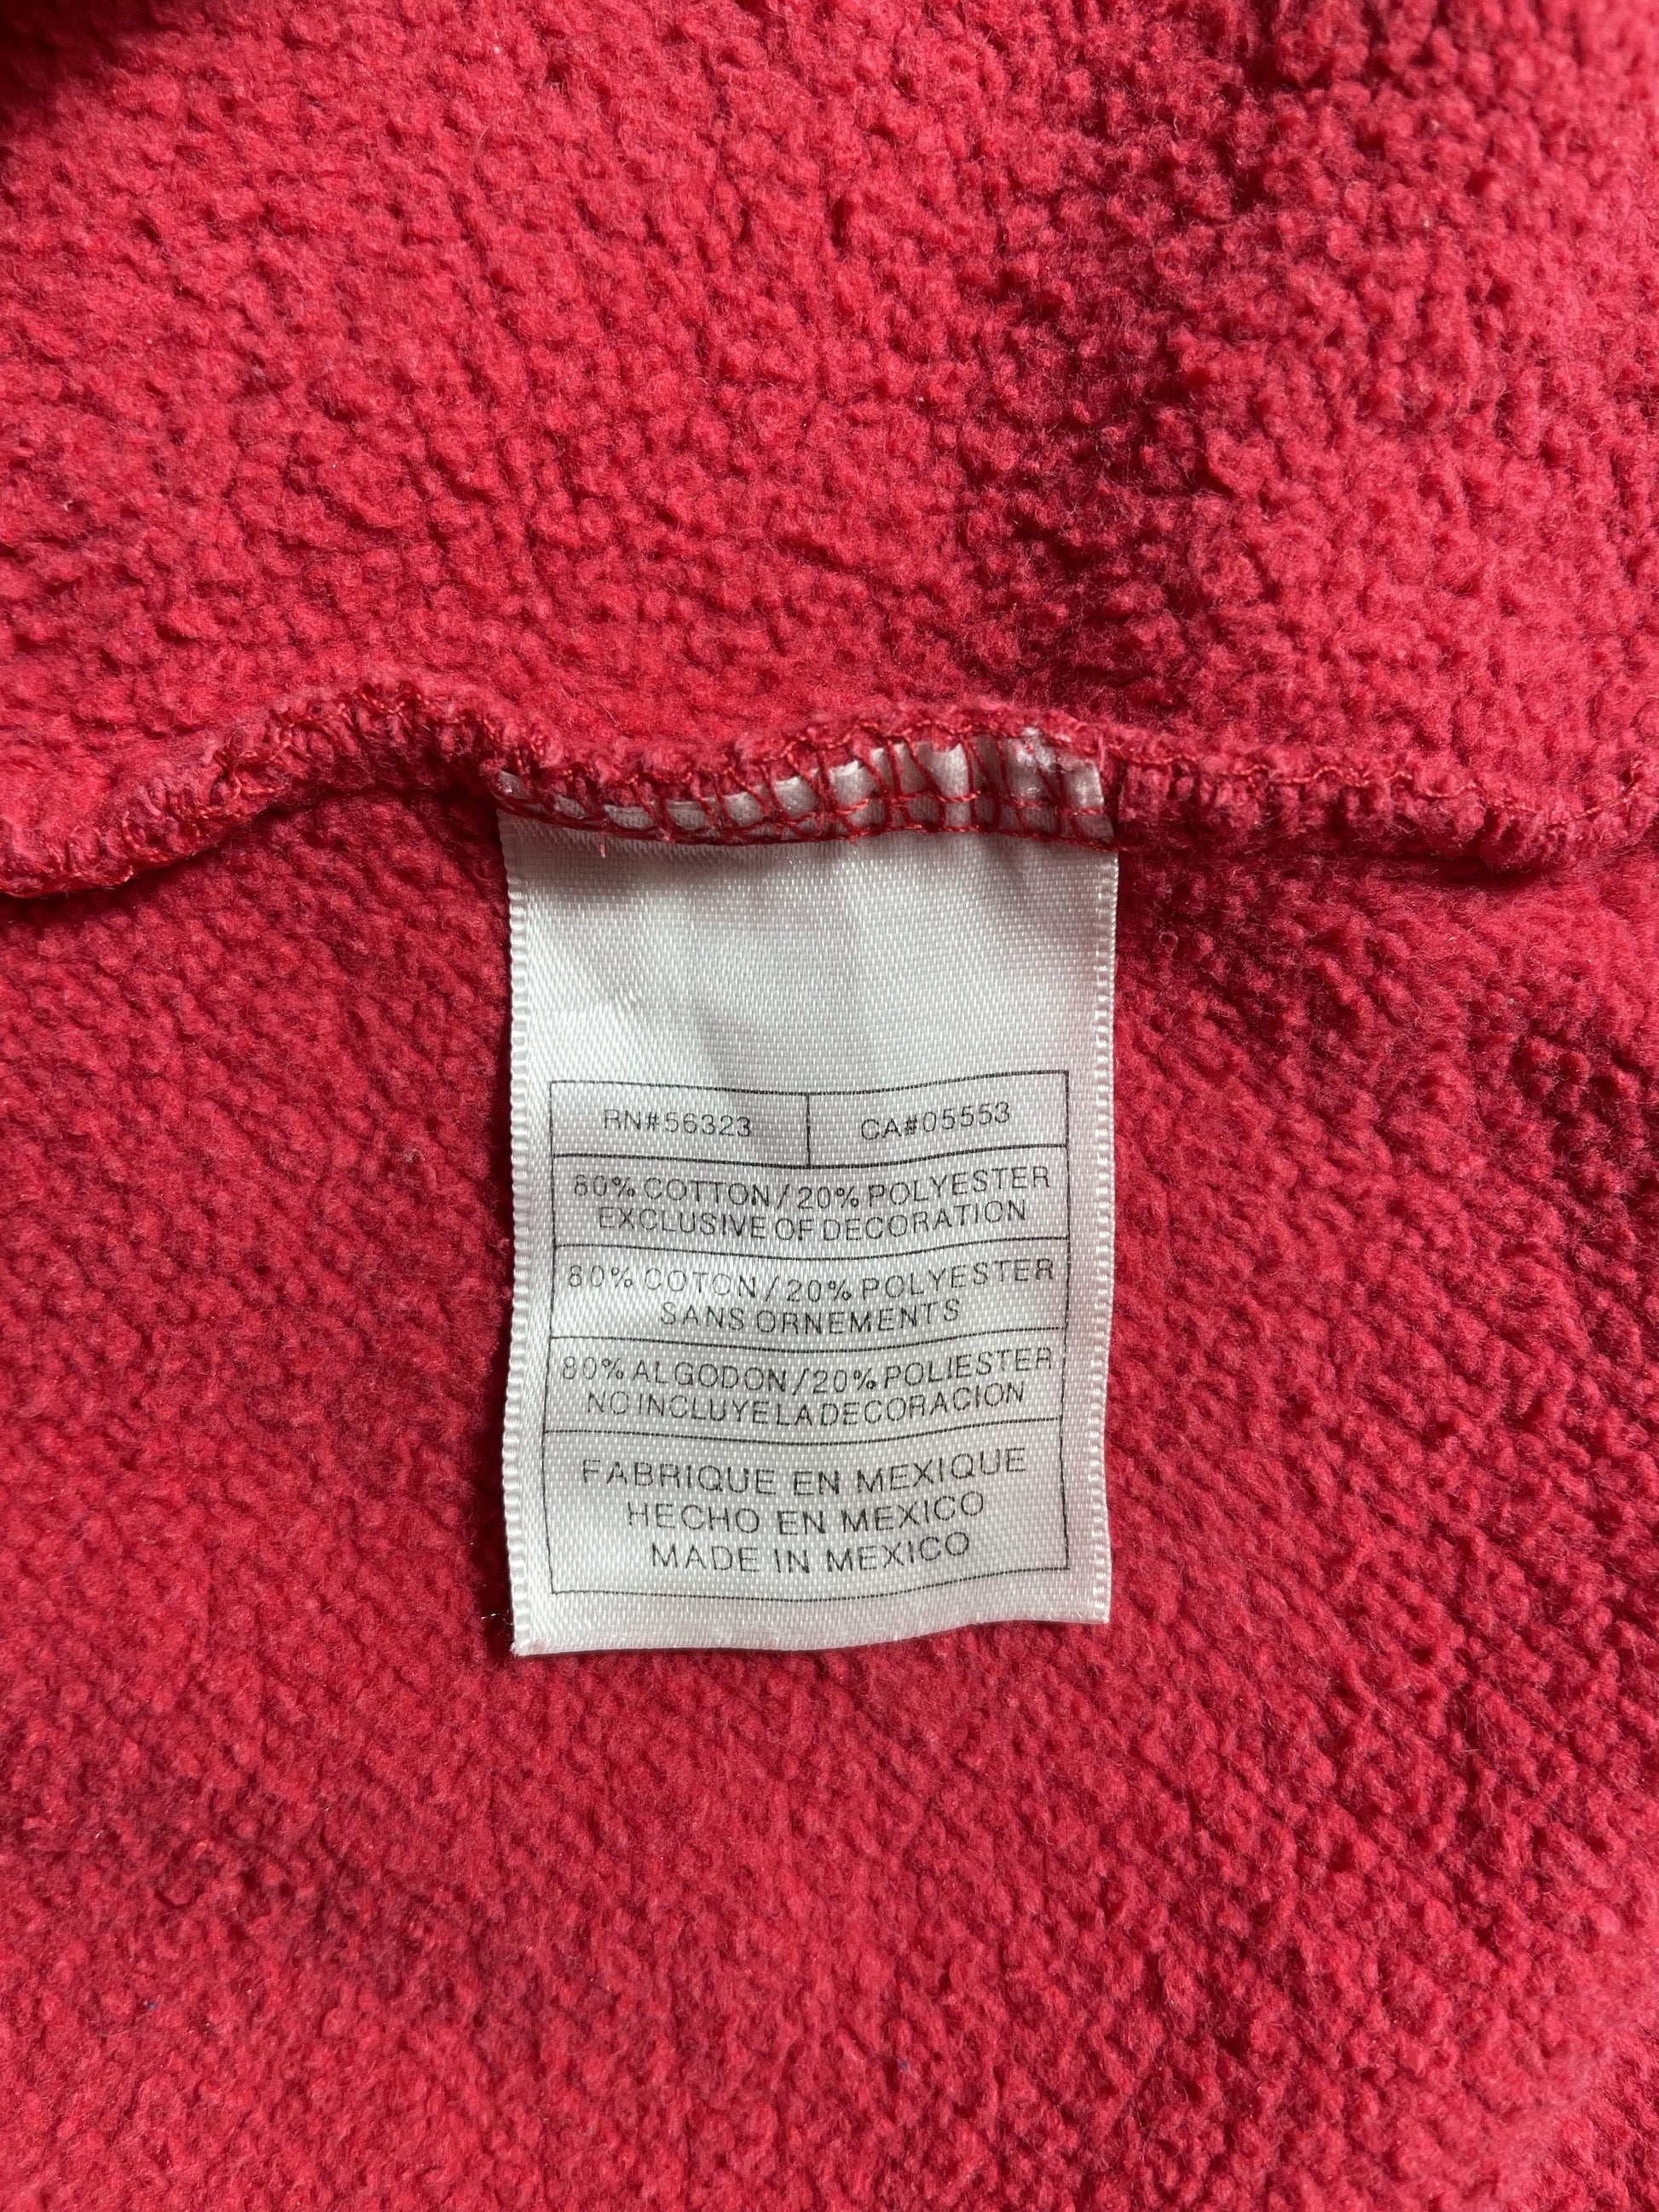 RN#56323 CA#05553
80% COTTON/20% POLYESTER
EXCLUSIVE OF DECORATION
80% COTON/20% POLYESTER
SANS ORNEMENTS
80% ALGODON/20% POLIESTER
NO INCLUYE LA DECORACION
FABRIQUE EN MEXIQUE
HECHO EN MEXICO
MADE IN MEXICO